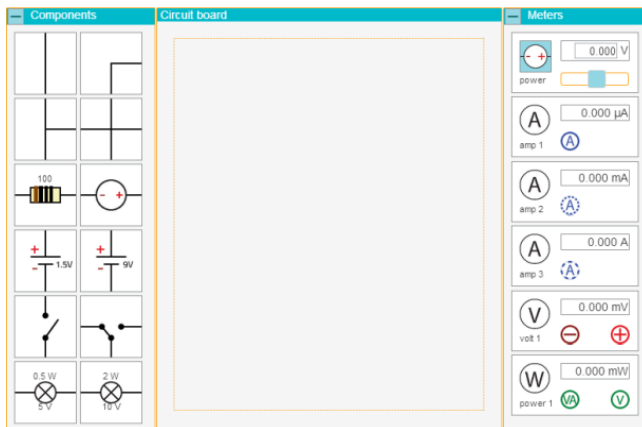 Components
100
- +
+
- 1.5V
+
- 9V
0.5 W
5 V
2 W
10 V
Circuit board
Meters
- +
0.000 V
power
A
0.000 µA
amp 1
A
A
0.000 mA
amp 2
A
A
0.000 A
amp 3
A
V
0.000 mV
volt 1
- +
W
0.000 mW
power 1
VA
V